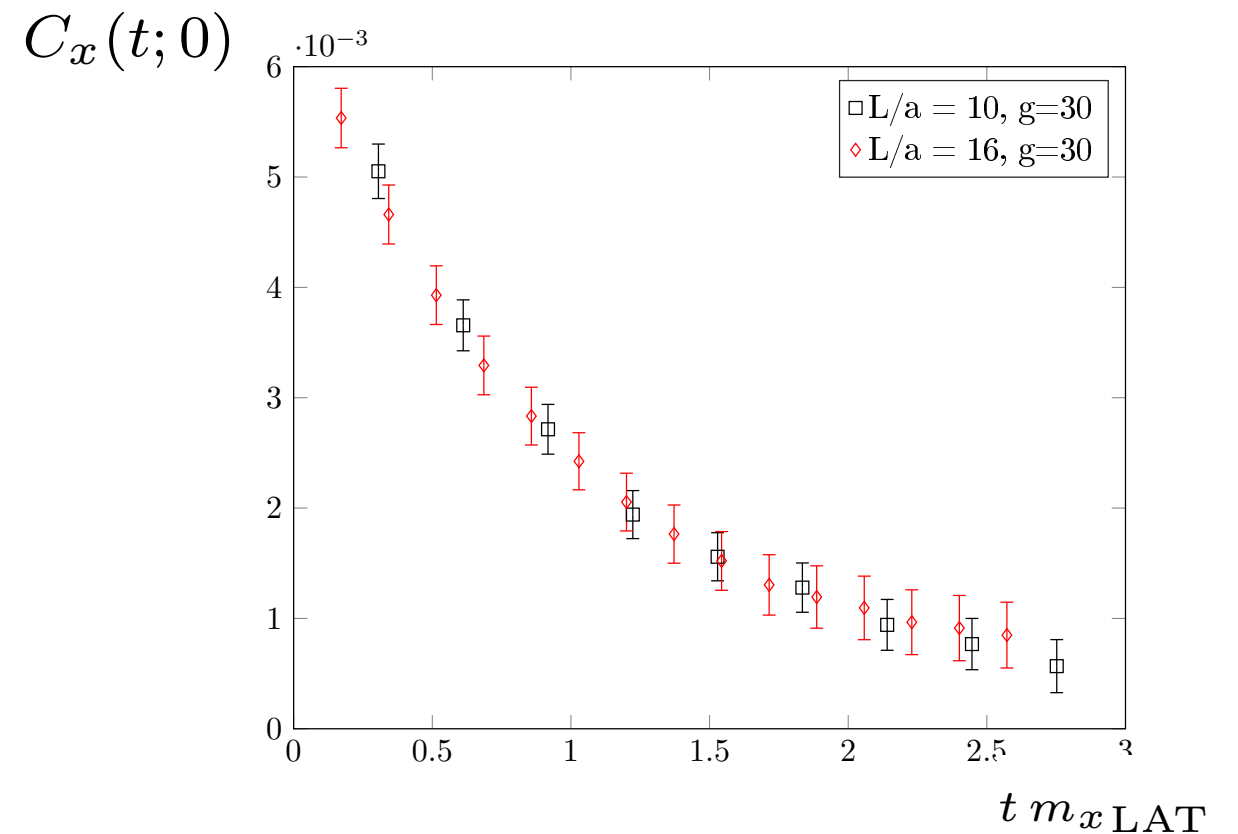 C_x(t; 0)
·10⁻³
6
5
4
3
2
1
0
0 0.5 1 1.5 2 2.5 3
L/a = 10, g=30
L/a = 16, g=30
t m_x LAT